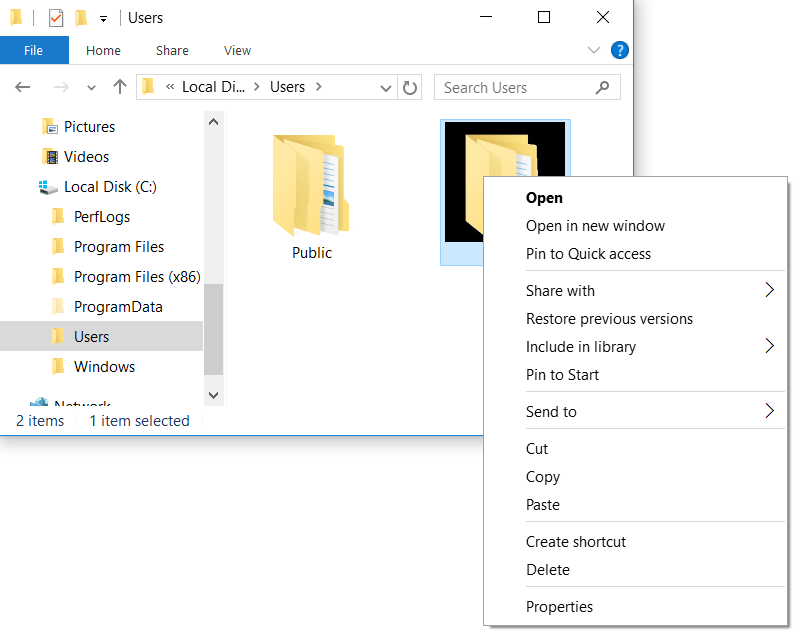 Users
File Home Share View
?
« Local Di... Users
Search Users
Pictures
Videos
Local Disk (C:)
PerfLogs
Program Files
Program Files (x86)
ProgramData
Users
Windows
Network
Public
2 items 1 item selected
Open
Open in new window
Pin to Quick access
Share with
Restore previous versions
Include in library
Pin to Start
Send to
Cut
Copy
Paste
Create shortcut
Delete
Properties